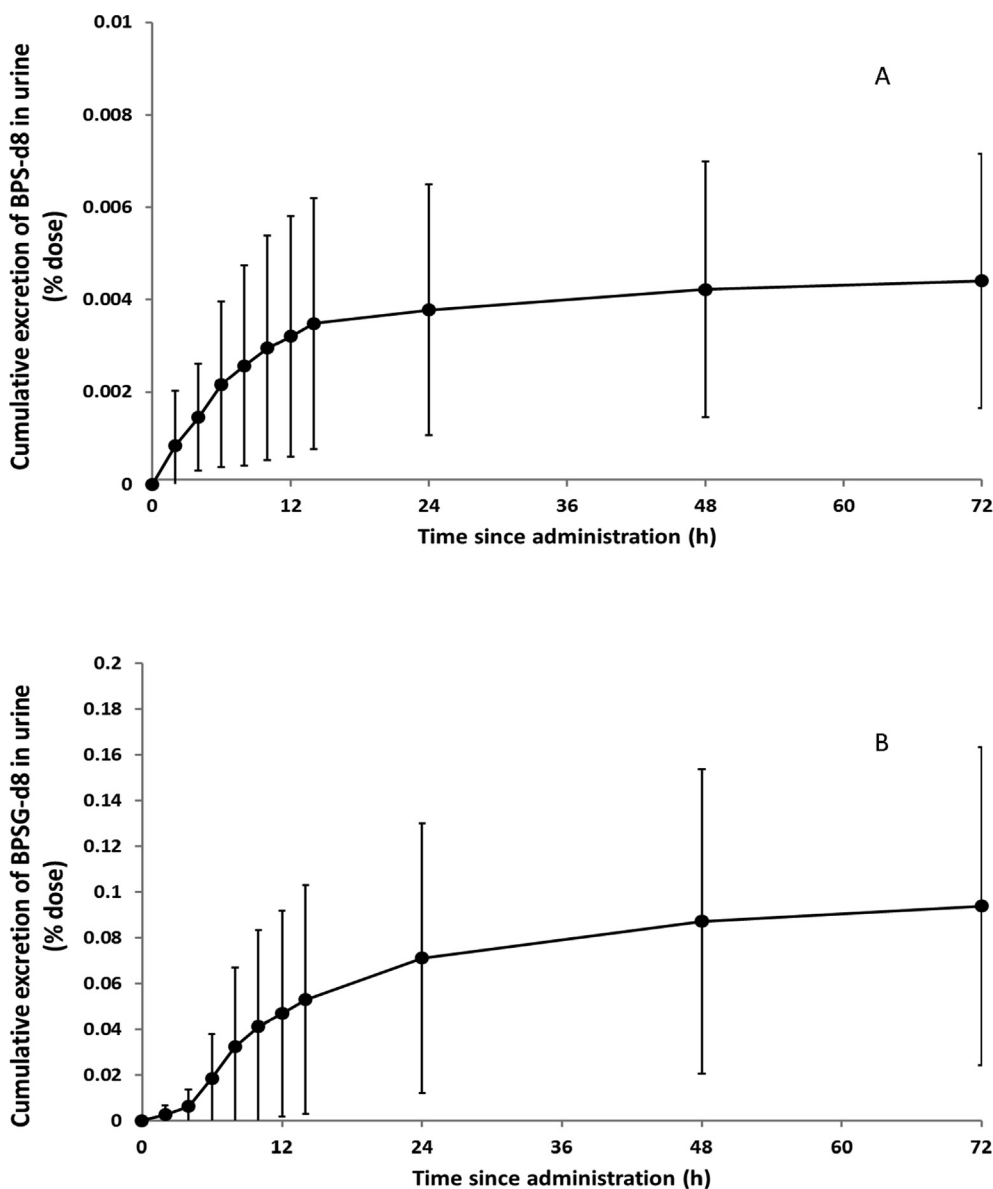 Cumulative excretion of BPS-d8 in urine
(% dose)
0.01
0.008
0.006
0.004
0.002
0
A
0 12 24 36 48 60 72
Time since administration (h)
Cumulative excretion of BPSG-d8 in urine
(% dose)
0.2
0.18
0.16
0.14
0.12
0.1
0.08
0.06
0.04
0.02
0
B
0 12 24 36 48 60 72
Time since administration (h)